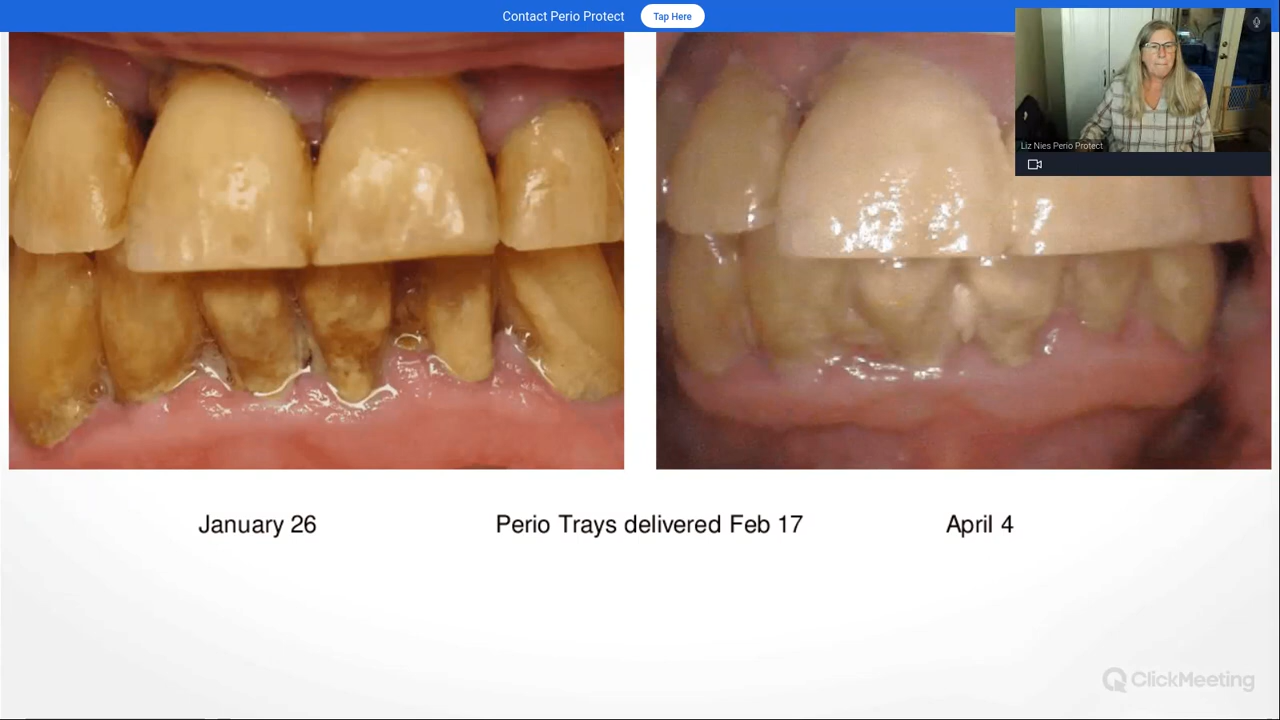 Contact Perio Protect
Tap Here
Liz Nies Perio Protect
January 26
Perio Trays delivered Feb 17
April 4
ClickMeeting